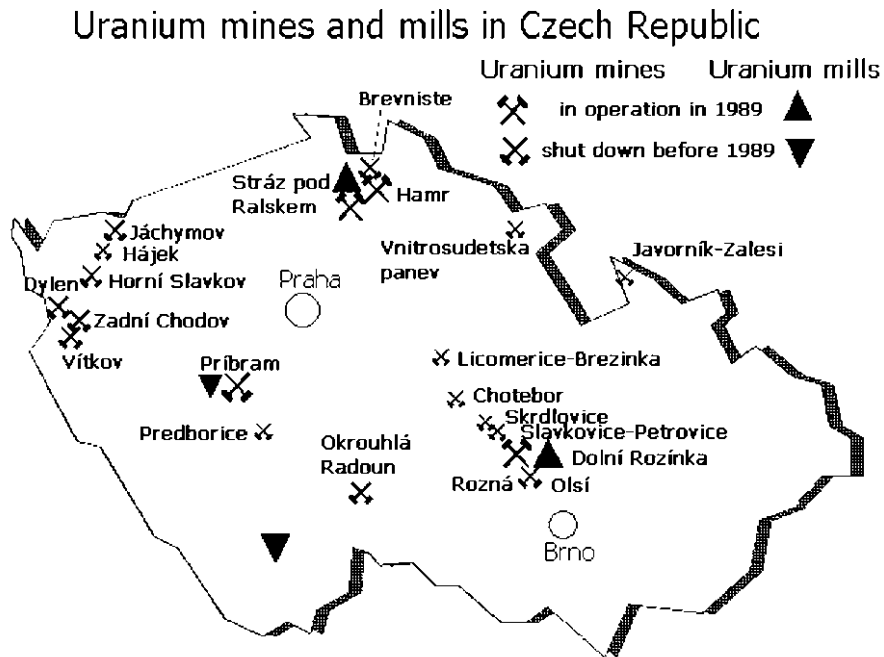 Uranium mines and mills in Czech Republic
Uranium mines
Uranium mills
in operation in 1989
shut down before 1989
Brevniste
Stráz pod
Ralskem
Hamr
Jáchymov
Hájek
Horní Slavkov
Dylen
Zadní Chodov
Vítkov
Praha
Vnitrosudetska
panev
Javorník-Zalesi
Príbram
Predborice
Licomerice-Brezinka
Chotebor
Skrdlovice
Slavkovice-Petrovice
Okrouhlá
Radoun
Dolní Rozínka
Rozná
Olsí
Brno